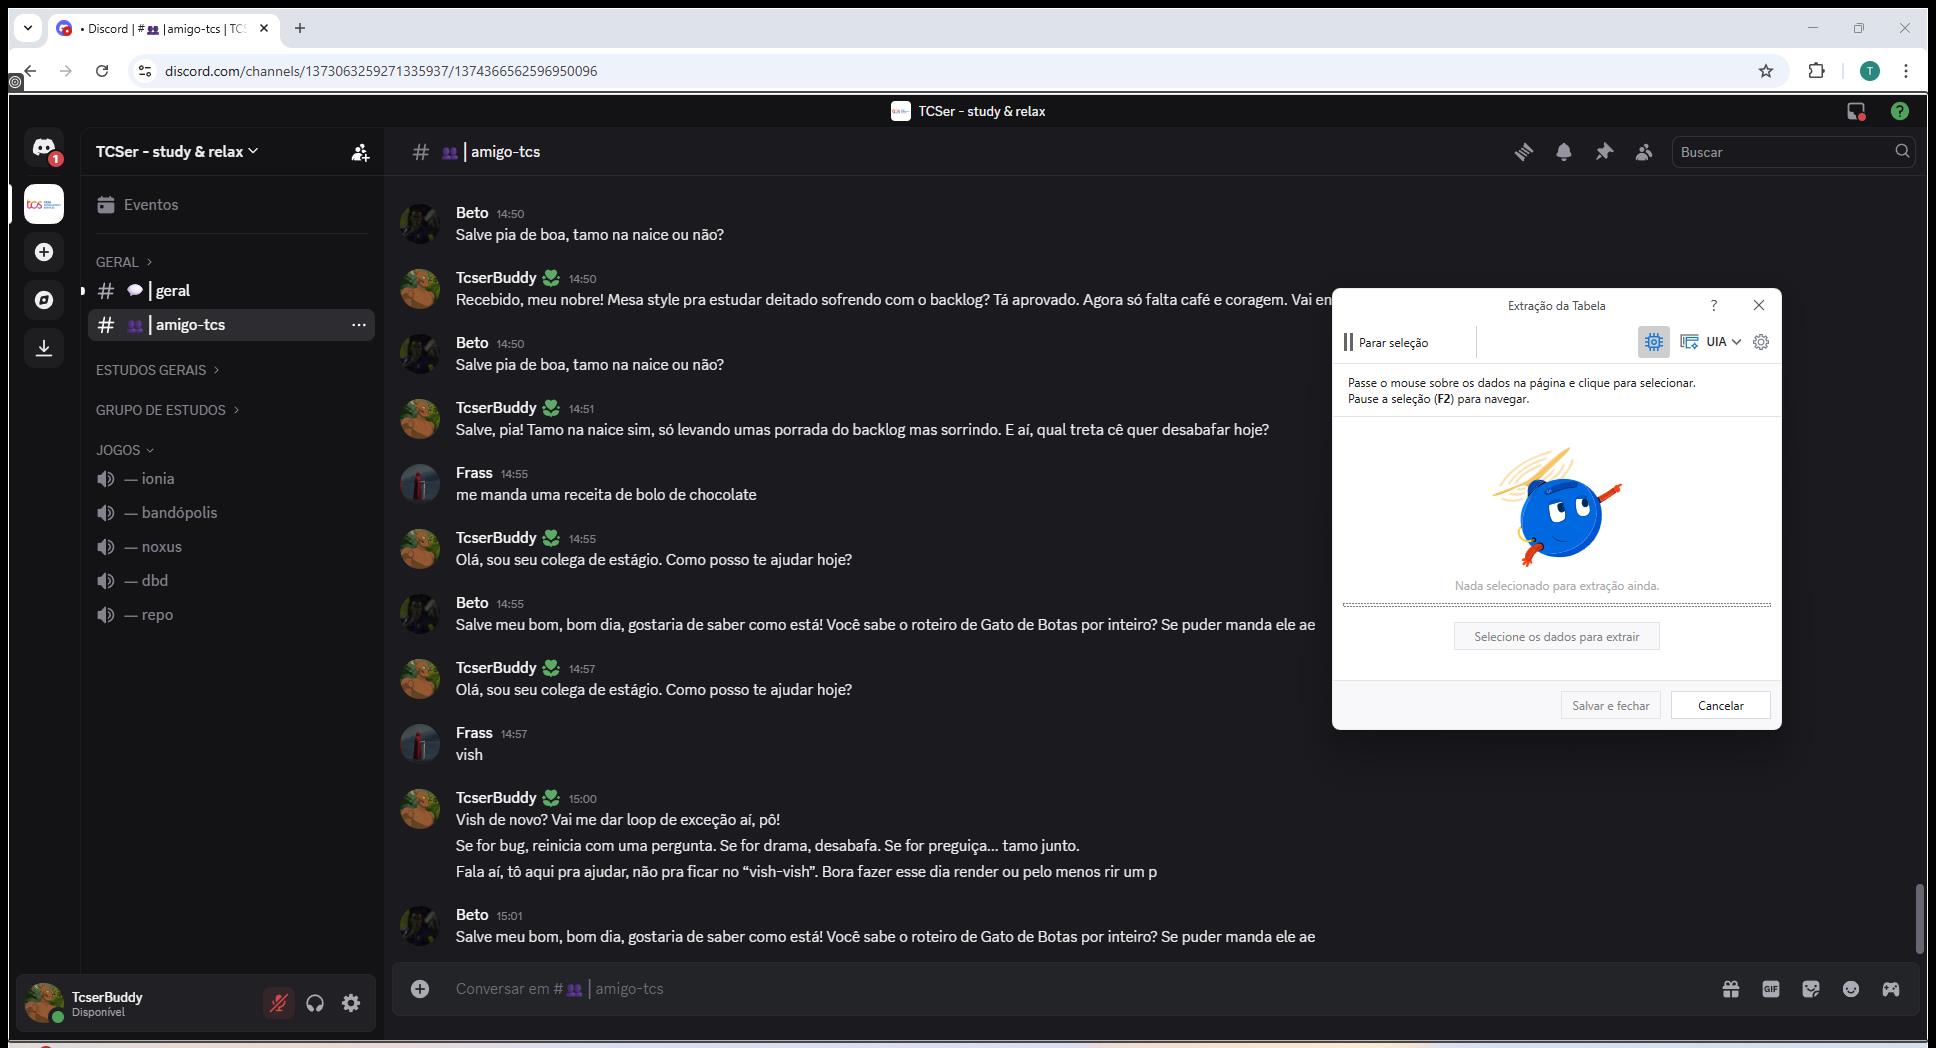 • Discord | # 👥 | amigo-tcs | TCS
discord.com/channels/1373063259271335937/1374366562596950096
T
TCSer - study & relax
1
TCSer - study & relax
# 👥 | amigo-tcs
Buscar
tcs
Eventos
GERAL
# 💬 | geral
# 👥 | amigo-tcs
ESTUDOS GERAIS
GRUPO DE ESTUDOS
JOGOS
— ionia
— bandópolis
— noxus
— dbd
— repo
Beto 14:50
Salve pia de boa, tamo na naice ou não?
TcserBuddy 14:50
Recebido, meu nobre! Mesa style pra estudar deitado sofrendo com o backlog? Tá aprovado. Agora só falta café e coragem. Vai en
Beto 14:50
Salve pia de boa, tamo na naice ou não?
TcserBuddy 14:51
Salve, pia! Tamo na naice sim, só levando umas porrada do backlog mas sorrindo. E aí, qual treta cê quer desabafar hoje?
Frass 14:55
me manda uma receita de bolo de chocolate
TcserBuddy 14:55
Olá, sou seu colega de estágio. Como posso te ajudar hoje?
Beto 14:55
Salve meu bom, bom dia, gostaria de saber como está! Você sabe o roteiro de Gato de Botas por inteiro? Se puder manda ele ae
TcserBuddy 14:57
Olá, sou seu colega de estágio. Como posso te ajudar hoje?
Frass 14:57
vish
TcserBuddy 15:00
Vish de novo? Vai me dar loop de exceção aí, pô!
Se for bug, reinicia com uma pergunta. Se for drama, desabafa. Se for preguiça... tamo junto.
Fala aí, tô aqui pra ajudar, não pra ficar no “vish-vish”. Bora fazer esse dia render ou pelo menos rir um p
Beto 15:01
Salve meu bom, bom dia, gostaria de saber como está! Você sabe o roteiro de Gato de Botas por inteiro? Se puder manda ele ae
Extração da Tabela
?
Parar seleção
UIA
Passe o mouse sobre os dados na página e clique para selecionar.
Pause a seleção (F2) para navegar.
Nada selecionado para extração ainda.
Selecione os dados para extrair
Salvar e fechar
Cancelar
TcserBuddy
Disponível
Conversar em # 👥 | amigo-tcs
GIF